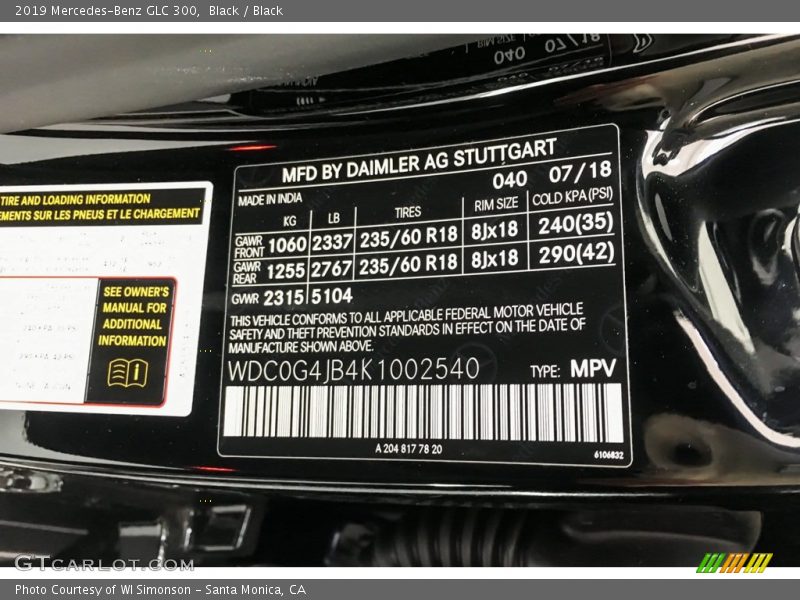 2019 Mercedes-Benz GLC 300, Black / Black
RIM SIZE
040 07/18
MFD BY DAIMLER AG STUTTGART
040 07/18
MADE IN INDIA
KG LB TIRES RIM SIZE COLD KPA(PSI)
GAWR FRONT 1060 2337 235/60 R18 8Jx18 240(35)
GAWR REAR 1255 2767 235/60 R18 8Jx18 290(42)
GWR 2315 5104
THIS VEHICLE CONFORMS TO ALL APPLICABLE FEDERAL MOTOR VEHICLE
SAFETY AND THEFT PREVENTION STANDARDS IN EFFECT ON THE DATE OF
MANUFACTURE SHOWN ABOVE.
WDC0G4JB4K1002540 TYPE: MPV
A 204 817 78 20
6106832
TIRE AND LOADING INFORMATION
EMENTS SUR LES PNEUS ET LE CHARGEMENT
SEE OWNER'S
MANUAL FOR
ADDITIONAL
INFORMATION
GTcarlot.com
Photo Courtesy of WI Simonson - Santa Monica, CA